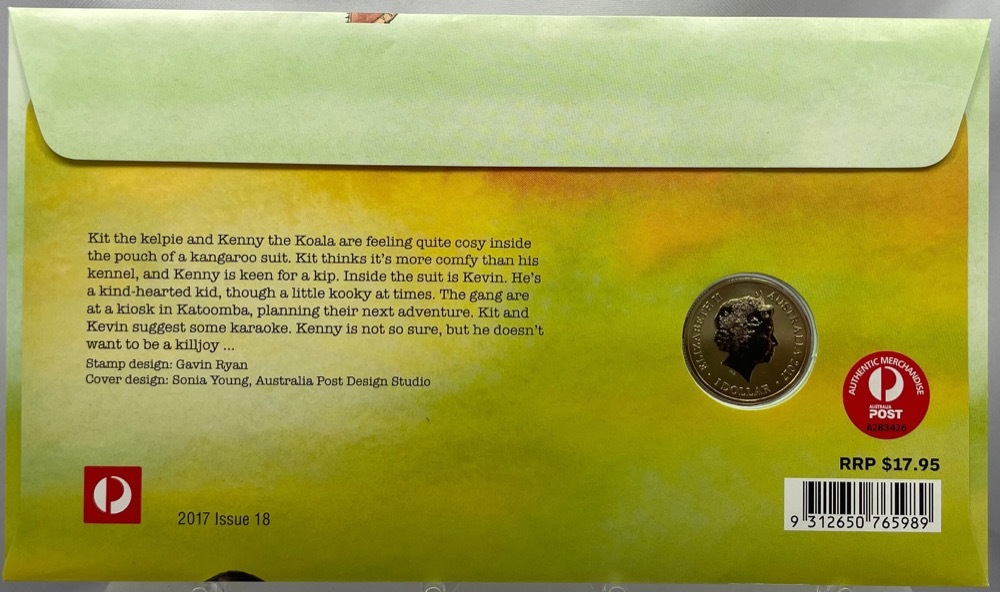 Kit the kelpie and Kenny the Koala are feeling quite cosy inside
the pouch of a kangaroo suit. Kit thinks it's more comfy than his
kennel, and Kenny is keen for a kip. Inside the suit is Kevin. He's
a kind-hearted kid, though a little kooky at times. The gang are
at a kiosk in Katoomba, planning their next adventure. Kit and
Kevin suggest some karaoke. Kenny is not so sure, but he doesn't
want to be a killjoy ...
Stamp design: Gavin Ryan
Cover design: Sonia Young, Australia Post Design Studio
ELIZABETH II
AUSTRALIA 2017
1 DOLLAR
AUTHENTIC MERCHANDISE
AUSTRALIA
POST
A283426
RRP $17.95
9 312650 765989
2017 Issue 18